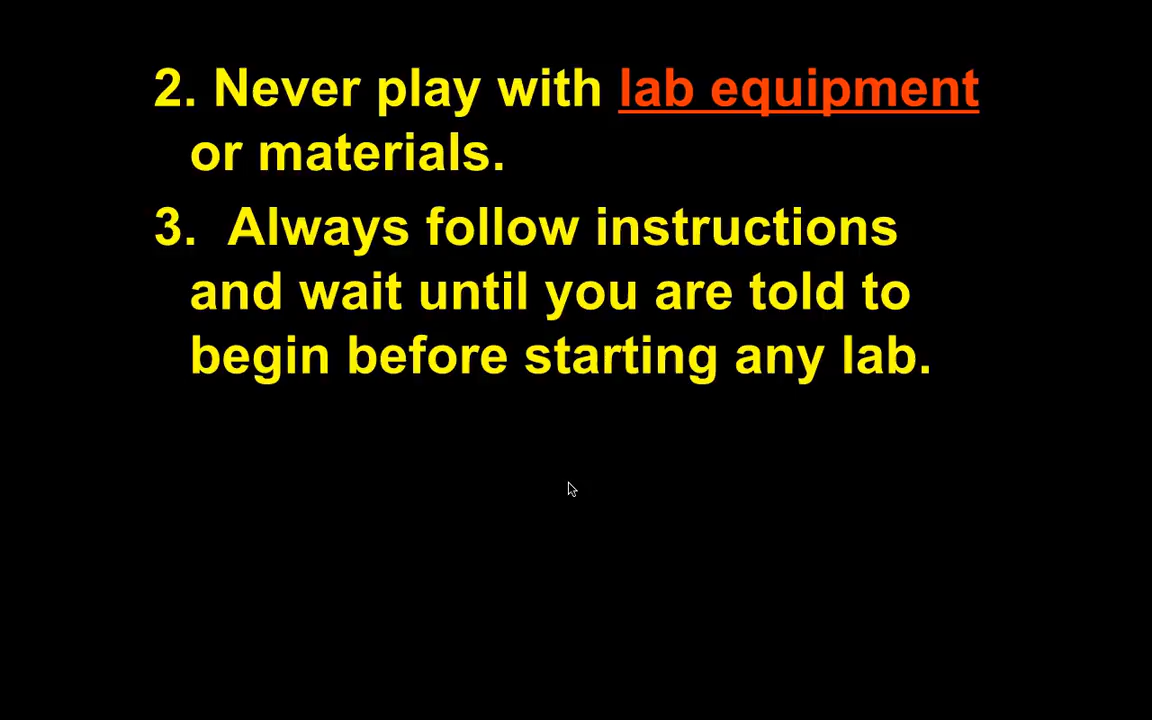 2. Never play with lab equipment
or materials.
3. Always follow instructions
and wait until you are told to
begin before starting any lab.